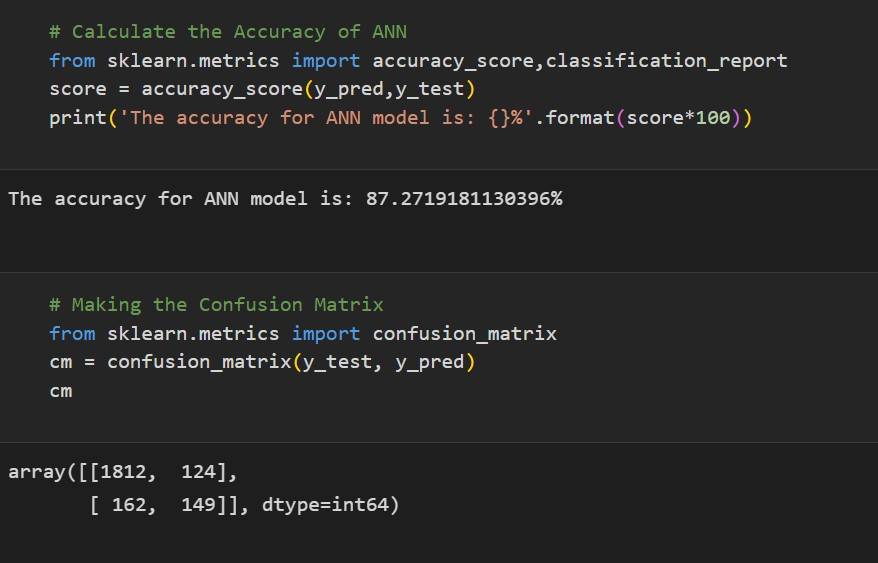 # Calculate the Accuracy of ANN
from sklearn.metrics import accuracy_score,classification_report
score = accuracy_score(y_pred,y_test)
print('The accuracy for ANN model is: {}%'.format(score*100))
The accuracy for ANN model is: 87.2719181130396%
# Making the Confusion Matrix
from sklearn.metrics import confusion_matrix
cm = confusion_matrix(y_test, y_pred)
cm
array([[1812,  124],
       [ 162,  149]], dtype=int64)